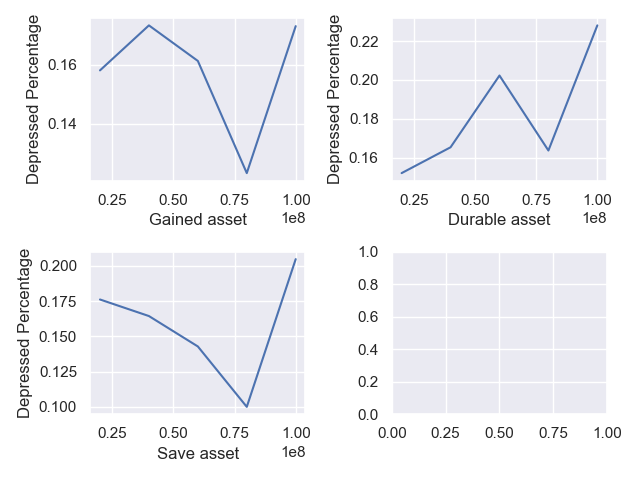 Depressed Percentage
0.16
0.14
0.25 0.50 0.75 1.00
1e8
Gained asset
Depressed Percentage
0.22
0.20
0.18
0.16
0.25 0.50 0.75 1.00
1e8
Durable asset
Depressed Percentage
0.200
0.175
0.150
0.125
0.100
0.25 0.50 0.75 1.00
1e8
Save asset
1.0
0.8
0.6
0.4
0.2
0.0
0.00 0.25 0.50 0.75 1.00